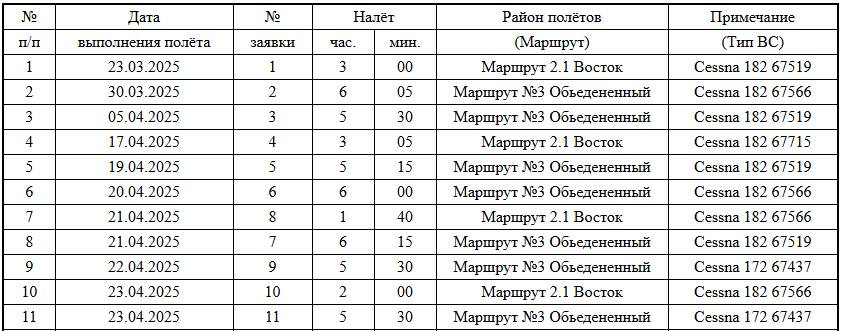 № Дата № Налёт Район полётов Примечание
п/п выполнения полёта заявки час. мин. (Маршрут) (Тип ВС)
1 23.03.2025 1 3 00 Маршрут 2.1 Восток Cessna 182 67519
2 30.03.2025 2 6 05 Маршрут №3 Обьедененный Cessna 182 67566
3 05.04.2025 3 5 30 Маршрут №3 Обьедененный Cessna 182 67519
4 17.04.2025 4 3 05 Маршрут 2.1 Восток Cessna 182 67715
5 19.04.2025 5 5 15 Маршрут №3 Обьедененный Cessna 182 67519
6 20.04.2025 6 6 00 Маршрут №3 Обьедененный Cessna 182 67566
7 21.04.2025 8 1 40 Маршрут 2.1 Восток Cessna 182 67566
8 21.04.2025 7 6 15 Маршрут №3 Обьедененный Cessna 182 67519
9 22.04.2025 9 5 30 Маршрут №3 Обьедененный Cessna 172 67437
10 23.04.2025 10 2 00 Маршрут 2.1 Восток Cessna 182 67566
11 23.04.2025 11 5 30 Маршрут №3 Обьедененный Cessna 172 67437